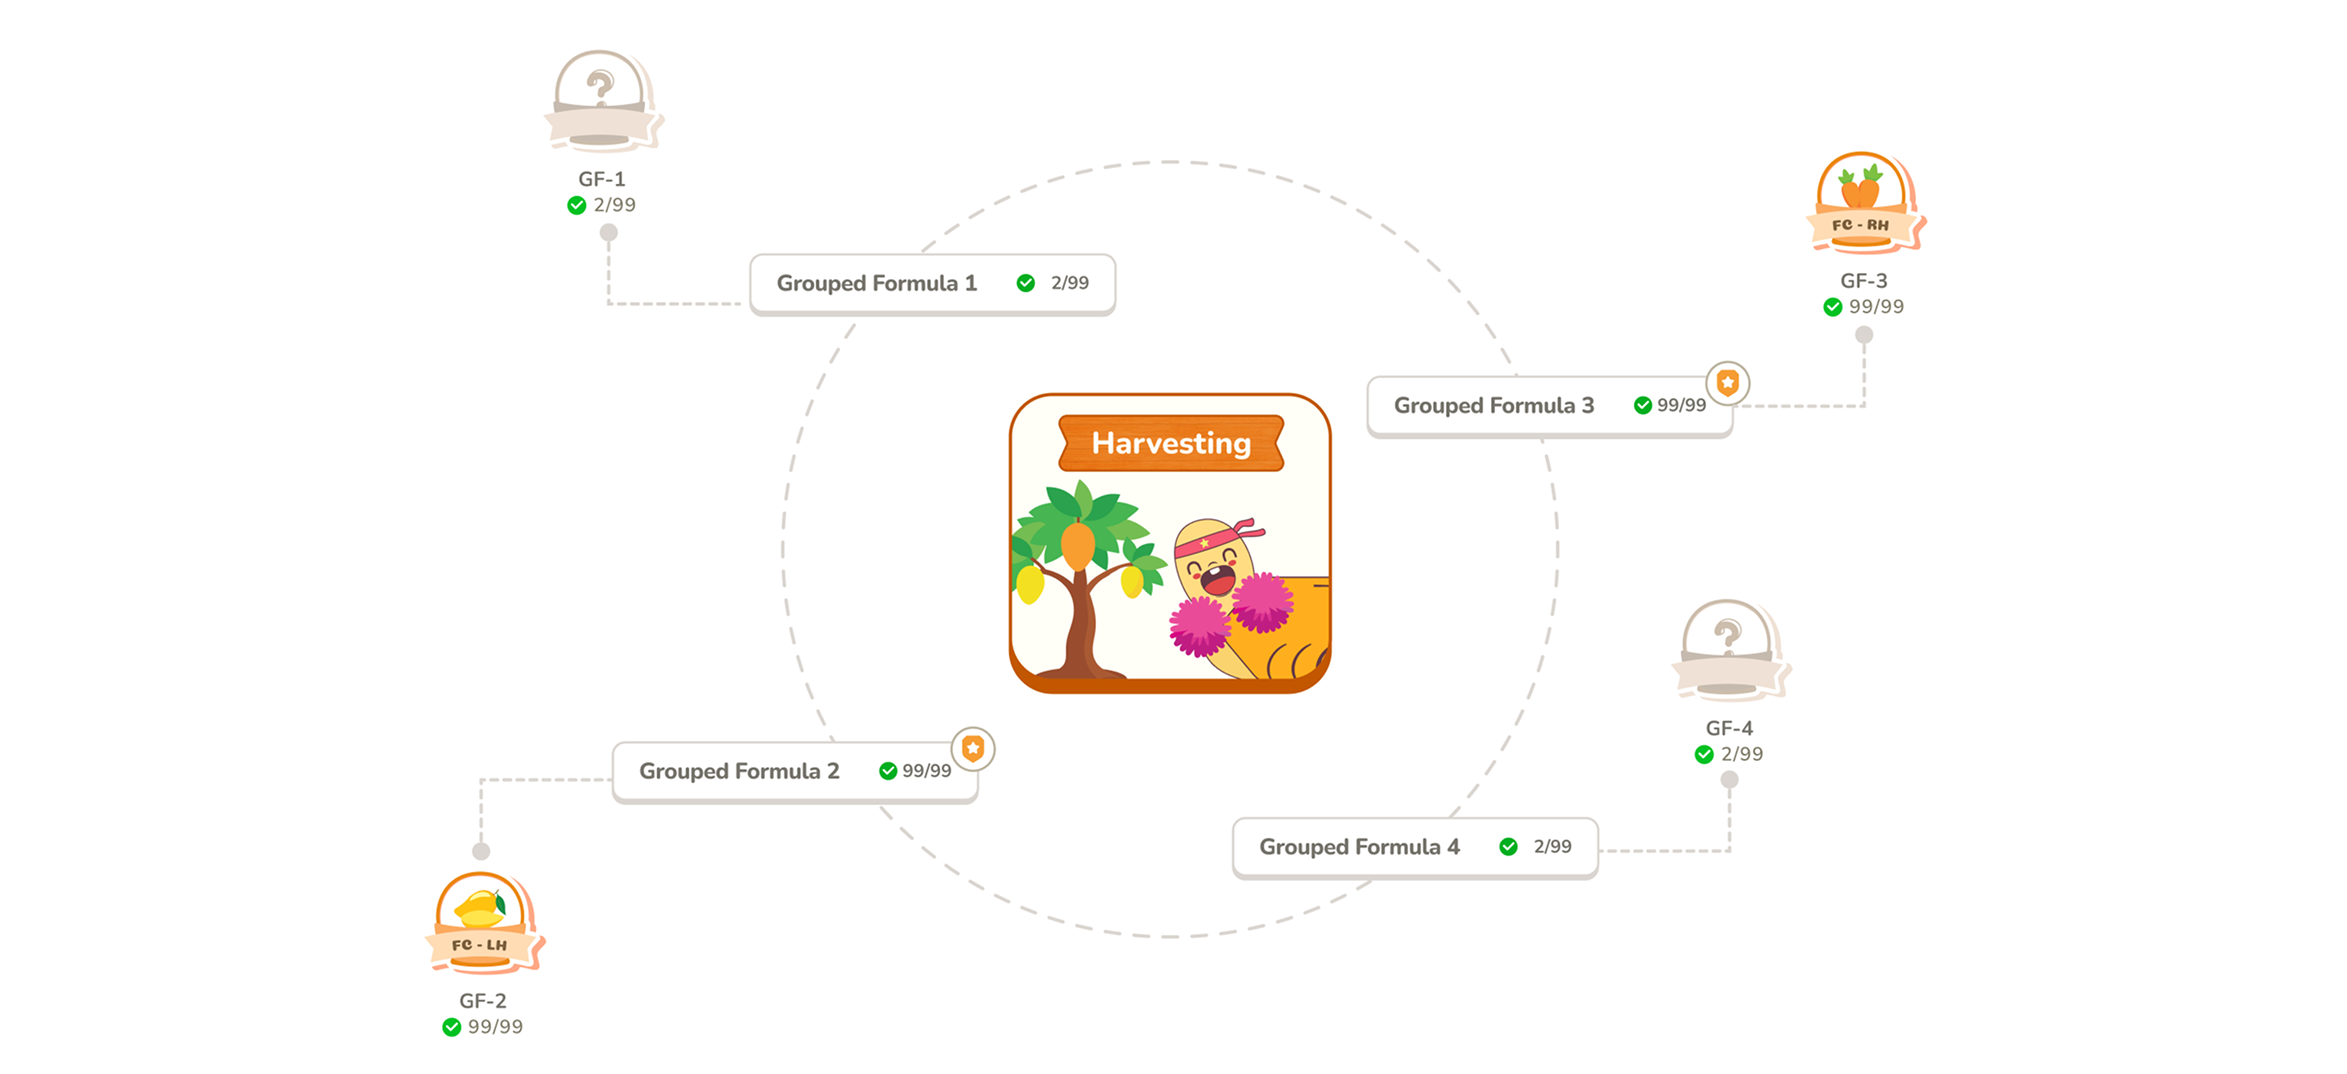 GF-1
2/99
Grouped Formula 1 2/99
FC - RH
GF-3
99/99
Grouped Formula 3 99/99
Harvesting
GF-4
2/99
Grouped Formula 2 99/99
Grouped Formula 4 2/99
FC - LH
GF-2
99/99